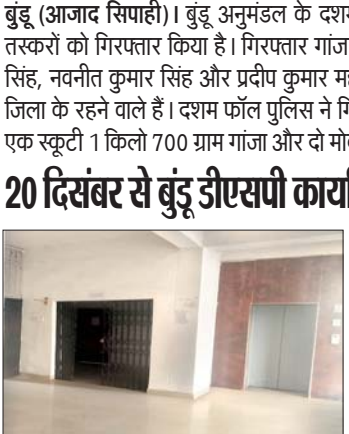 बुंडू (आजाद सिपाही)। बुंडू अनुमंडल के दशम
तस्करों को गिरफ्तार किया है। गिरफ्तार गांजा
सिंह, नवनीत कुमार सिंह और प्रदीप कुमार
जिला के रहने वाले हैं। दशम फॉल पुलिस ने
एक स्कूटी 1 किलो 700 ग्राम गांजा और दो
20 दिसंबर से बुंडू डीएसपी